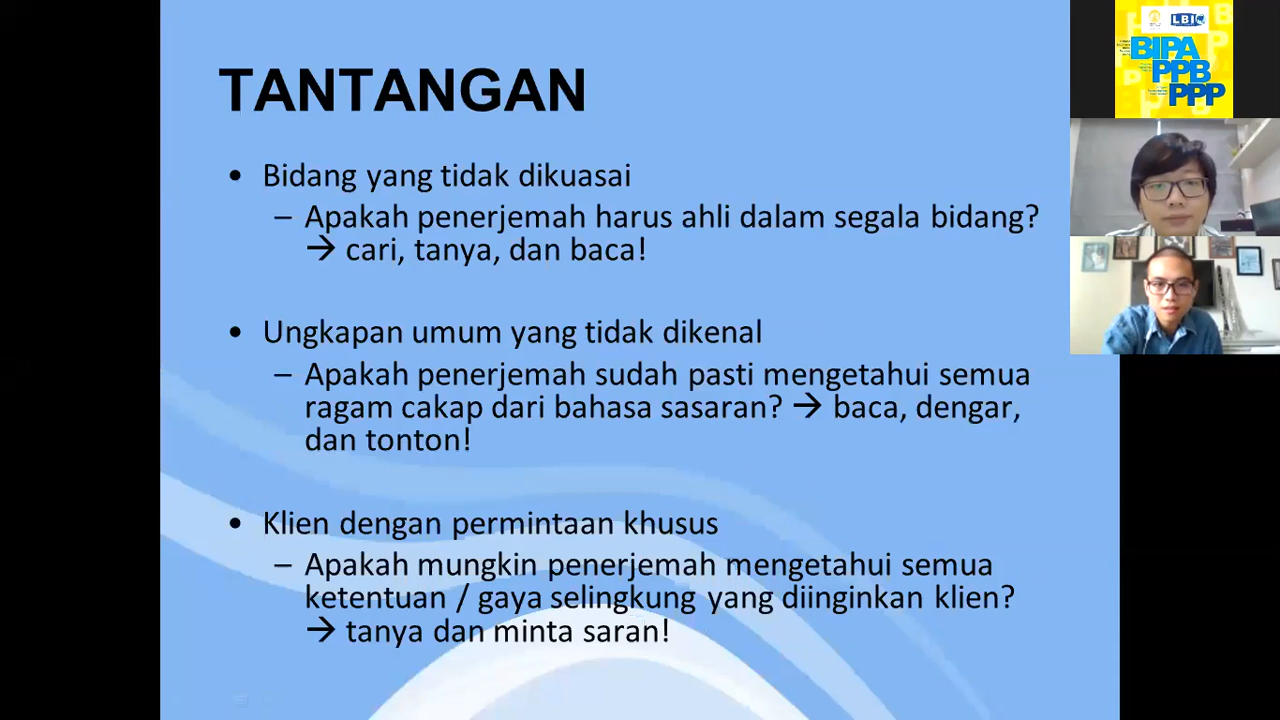 TANTANGAN
• Bidang yang tidak dikuasai
– Apakah penerjemah harus ahli dalam segala bidang?
→ cari, tanya, dan baca!
• Ungkapan umum yang tidak dikenal
– Apakah penerjemah sudah pasti mengetahui semua
ragam cakap dari bahasa sasaran? → baca, dengar,
dan tonton!
• Klien dengan permintaan khusus
– Apakah mungkin penerjemah mengetahui semua
ketentuan / gaya selingkung yang diinginkan klien?
→ tanya dan minta saran!
LBI
BIPA
PPB
PPP